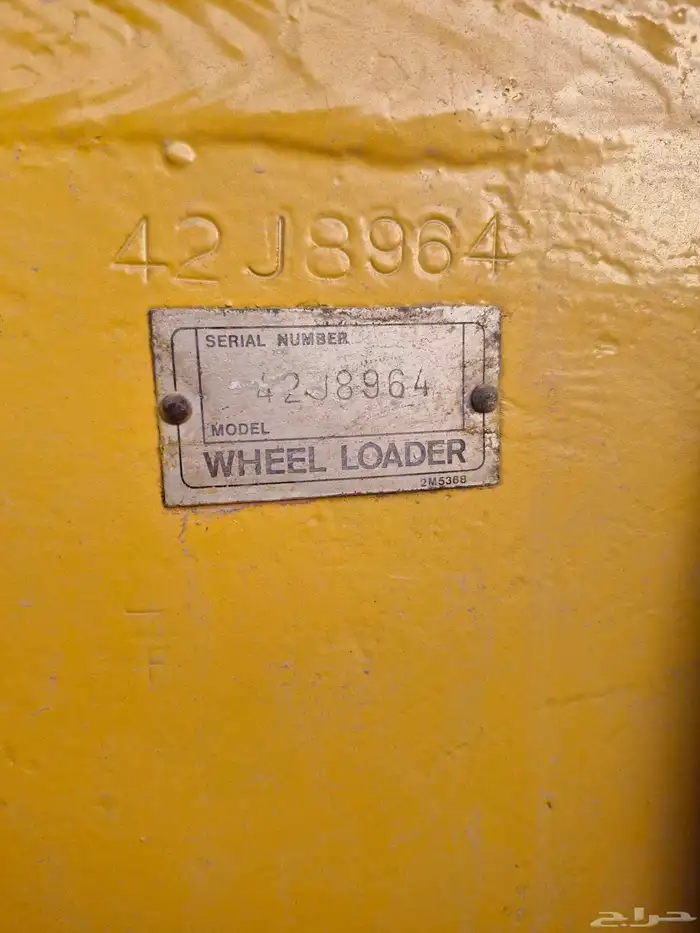 42J8964
SERIAL NUMBER
42J8964
MODEL
WHEEL LOADER
2M5368
F
حراج